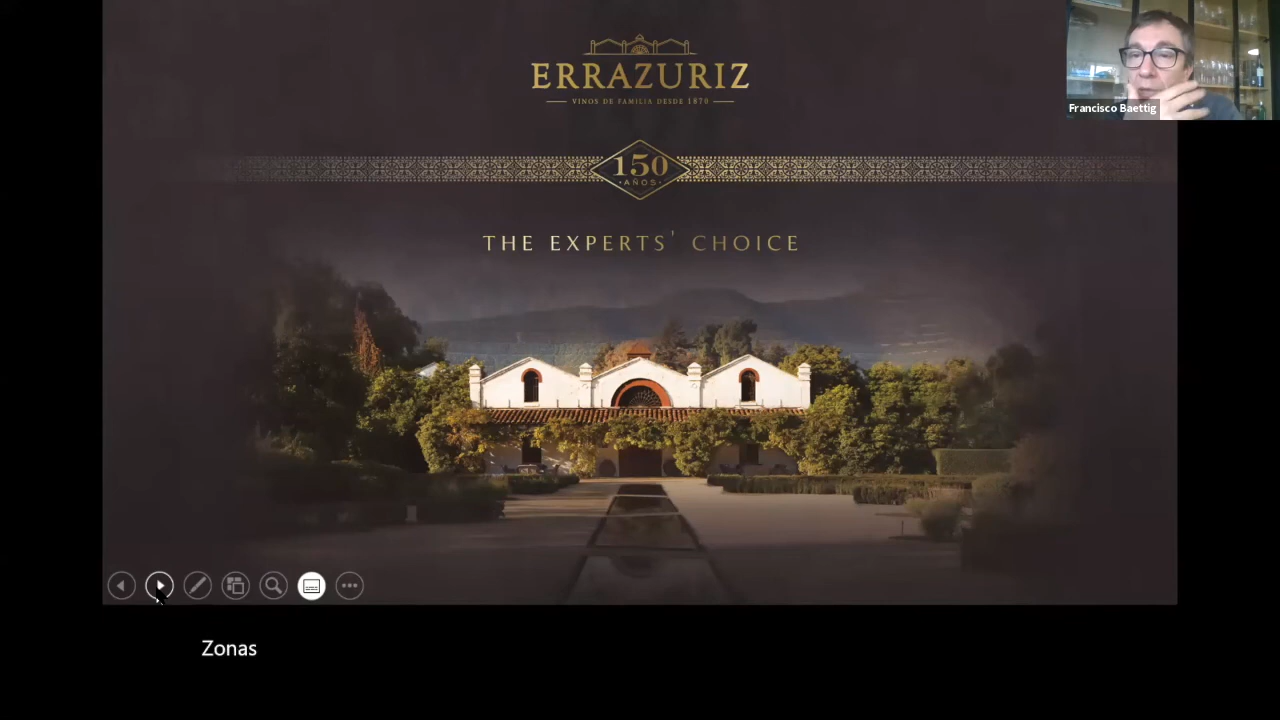 ERRAZURIZ
VINOS DE FAMILIA DESDE 1870
150
AÑOS
THE EXPERTS' CHOICE
Francisco Baettig
Zonas